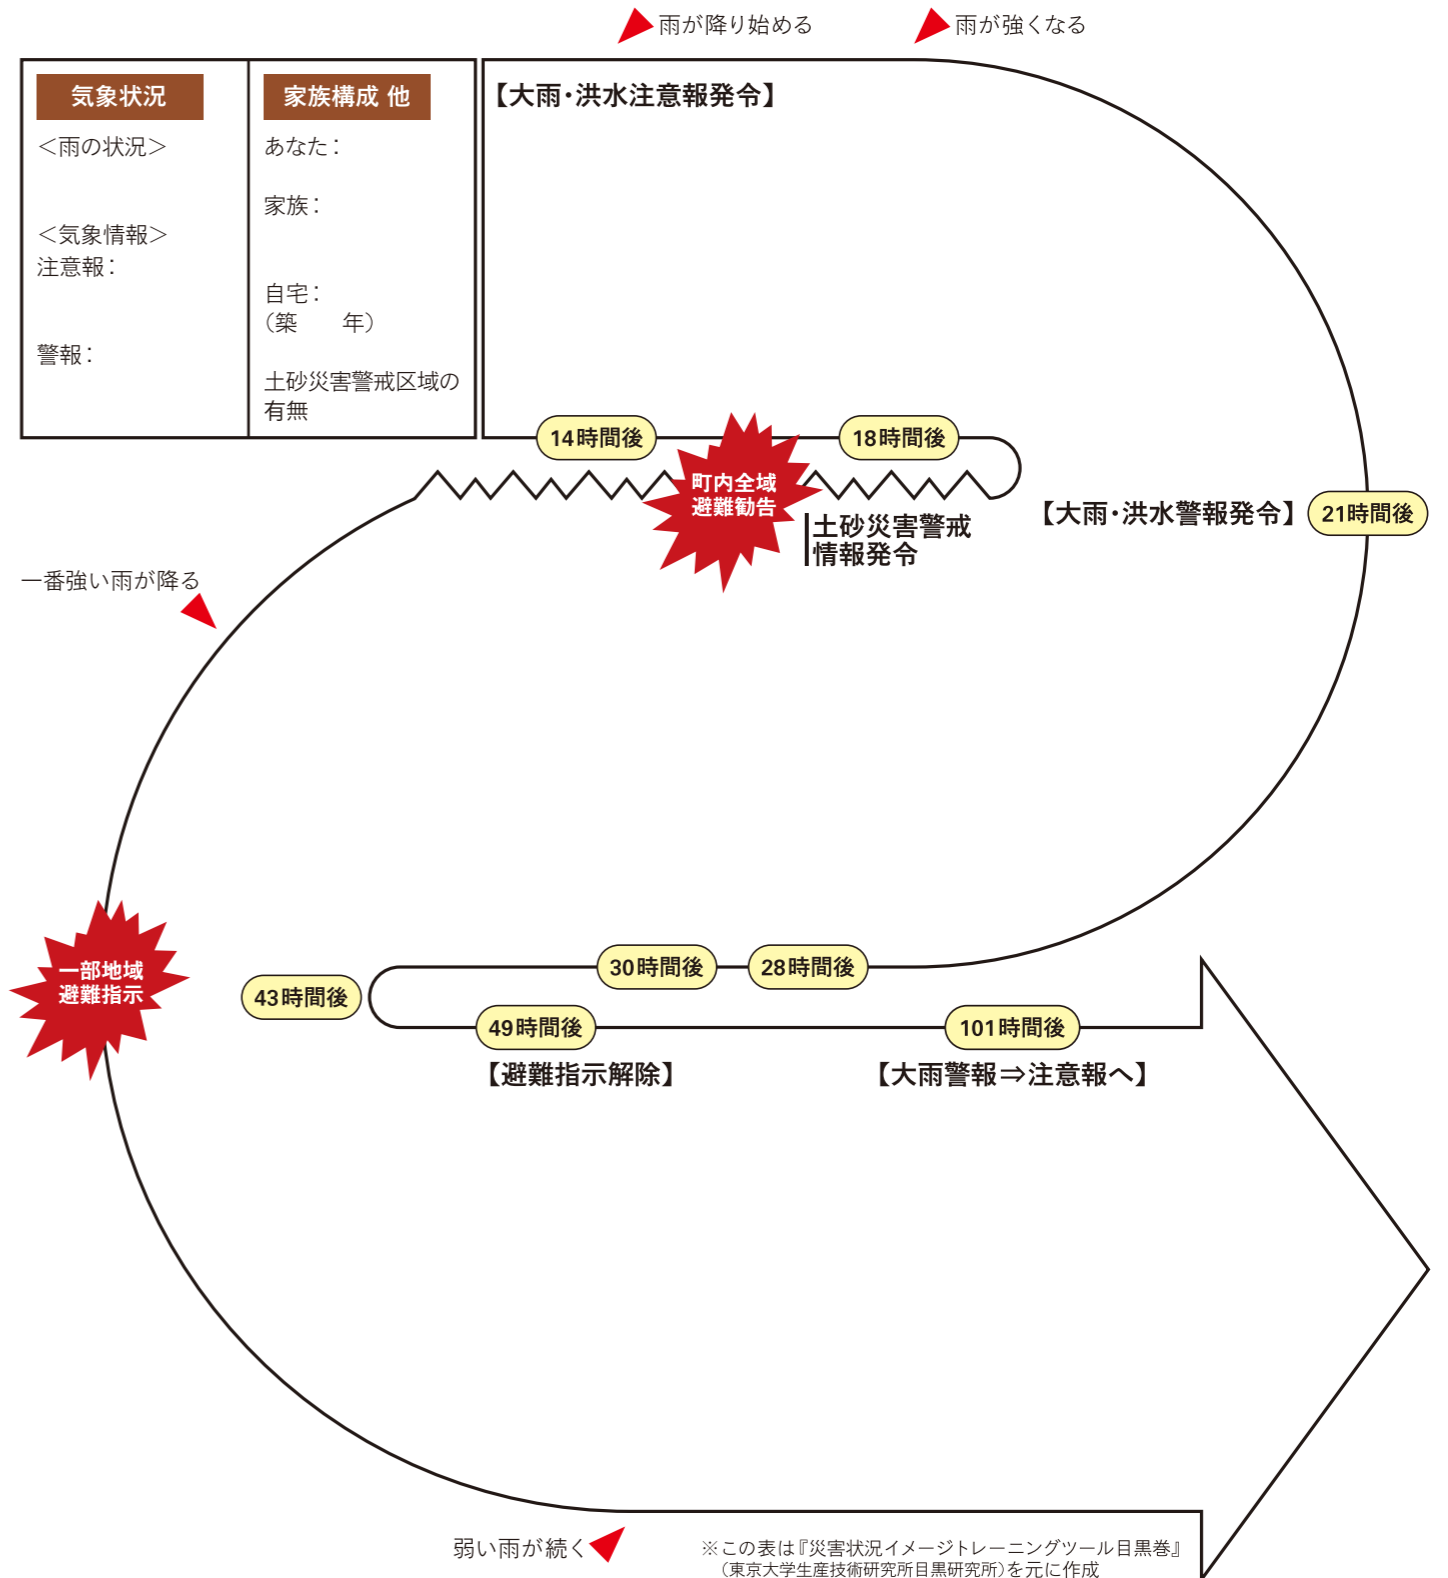 雨が降り始める
雨が強くなる
気象状況
＜雨の状況＞
＜気象情報＞
注意報：
警報：
家族構成 他
あなた：
家族：
自宅：
（築　　年）
土砂災害警戒区域の
有無
【大雨・洪水注意報発令】
14時間後
18時間後
町内全域
避難勧告
土砂災害警戒
情報発令
【大雨・洪水警報発令】
21時間後
一番強い雨が降る
一部地域
避難指示
30時間後
28時間後
43時間後
49時間後
101時間後
【避難指示解除】
【大雨警報⇒注意報へ】
弱い雨が続く
※この表は『災害状況イメージトレーニングツール目黒巻』
（東京大学生産技術研究所目黒研究所）を元に作成